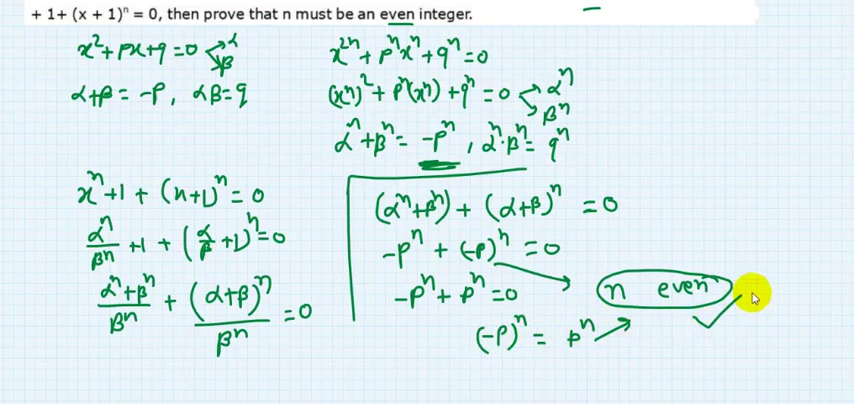 + 1+ (x + 1)ⁿ = 0, then prove that n must be an even integer.
x² + px + q = 0 α β
α + β = -p, αβ = q
x²ⁿ + pⁿxⁿ + qⁿ = 0
(xⁿ)² + pⁿ(xⁿ) + qⁿ = 0 αⁿ βⁿ
αⁿ + βⁿ = -pⁿ, αⁿ·βⁿ = qⁿ
xⁿ + 1 + (x+1)ⁿ = 0
αⁿ/βⁿ + 1 + (α/β + 1)ⁿ = 0
(αⁿ + βⁿ)/βⁿ + (α+β)ⁿ/βⁿ = 0
(αⁿ+βⁿ) + (α+β)ⁿ = 0
-pⁿ + (-p)ⁿ = 0
-pⁿ + pⁿ = 0 n even
(-p)ⁿ = pⁿ